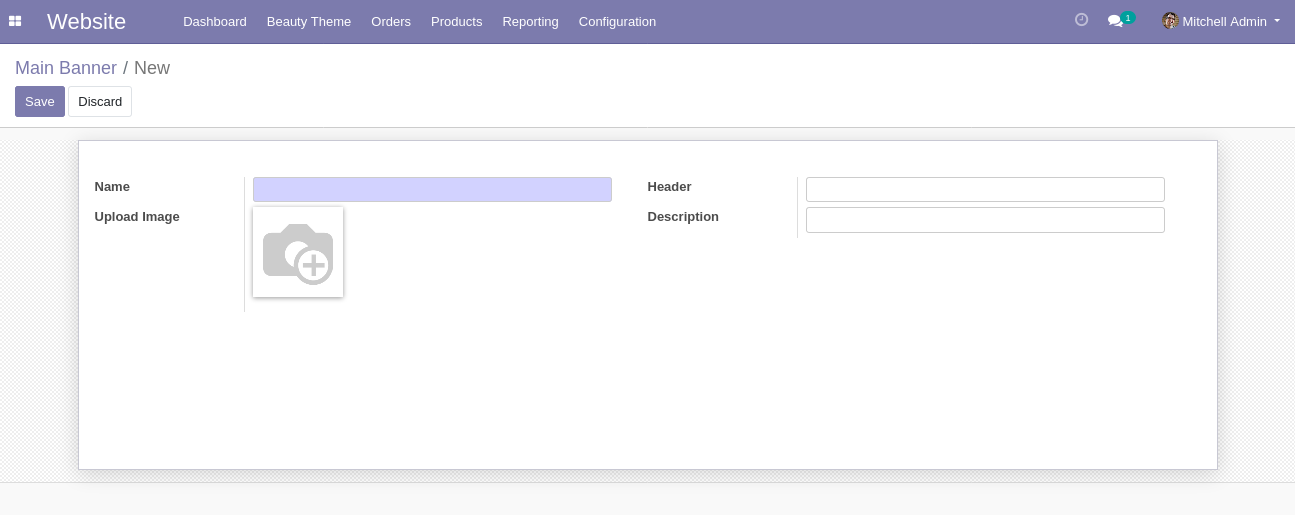 Website
Dashboard Beauty Theme Orders Products Reporting Configuration 1 Mitchell Admin
Main Banner / New
Save Discard
Name Header
Upload Image Description